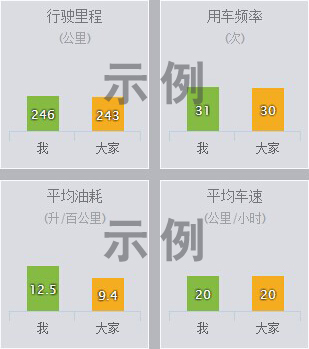 行驶里程
(公里)
246
243
我
大家
用车频率
(次)
31
30
我
大家
示例
平均油耗
(升/百公里)
12.5
9.4
我
大家
平均车速
(公里/小时)
20
20
我
大家
示例